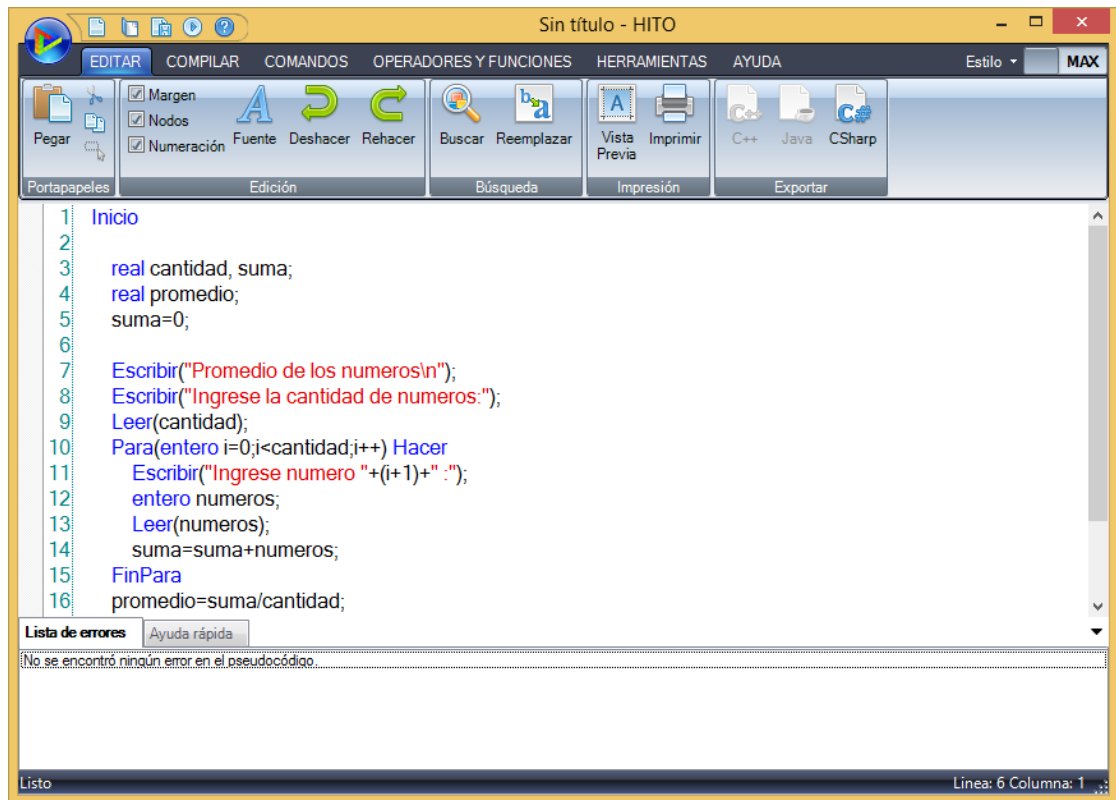 Sin título - HITO
EDITAR COMPILAR COMANDOS OPERADORES Y FUNCIONES HERRAMIENTAS AYUDA Estilo MAX
Pegar
Portapapeles
Margen
Nodos
Numeración
Fuente Deshacer Rehacer
Edición
Buscar Reemplazar
Búsqueda
Vista Previa Imprimir
Impresión
C++ Java CSharp
Exportar
1 Inicio
2
3 real cantidad, suma;
4 real promedio;
5 suma=0;
6
7 Escribir("Promedio de los numeros\n");
8 Escribir("Ingrese la cantidad de numeros:");
9 Leer(cantidad);
10 Para(entero i=0;i<cantidad;i++) Hacer
11 Escribir("Ingrese numero "+(i+1)+" :");
12 entero numeros;
13 Leer(numeros);
14 suma=suma+numeros;
15 FinPara
16 promedio=suma/cantidad;
Lista de errores Ayuda rápida
No se encontró ningún error en el pseudocódigo.
Listo Linea: 6 Columna: 1